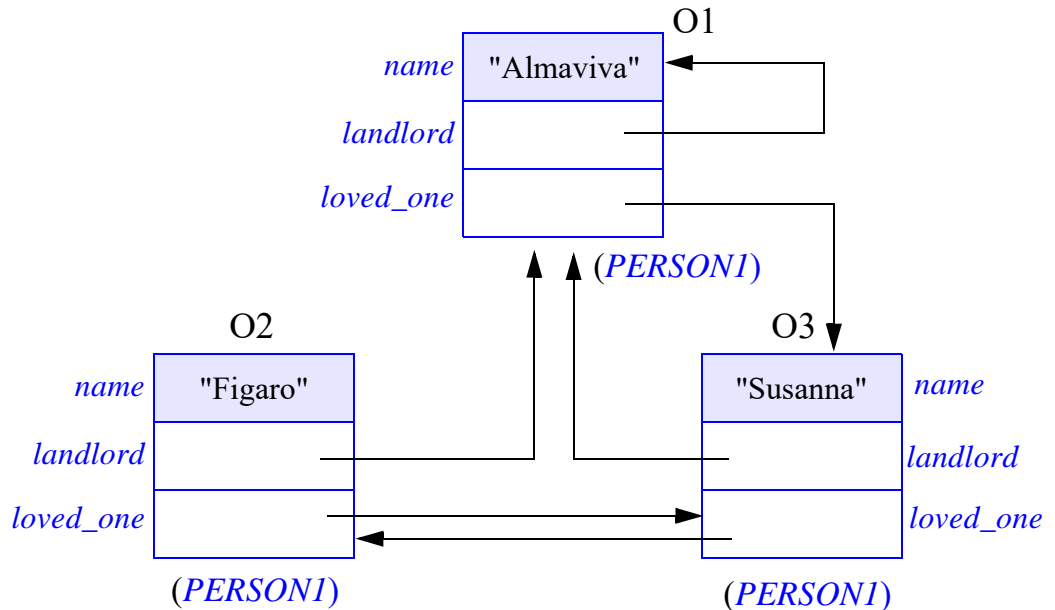 O1
name "Almaviva"
landlord
loved_one
(PERSON1)
O2 O3
name "Figaro" "Susanna" name
landlord landlord
loved_one loved_one
(PERSON1) (PERSON1)